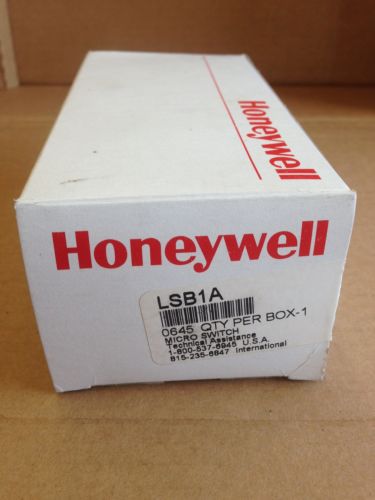 Honeywell
Honeywell
LSB1A
0645 QTY PER BOX-1
MICRO SWITCH
Technical Assistance
1-800-537-6945 U.S.A.
815-235-6847 International